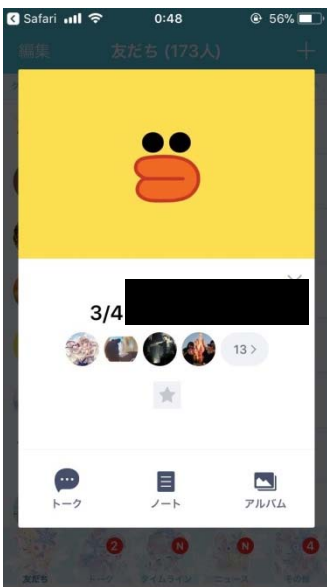 Safari 0:48 56%
編集 友だち (173人)
3/4
13 >
トーク ノート アルバム
2 N N 4
友だち トーク タイムライン ニュース その他